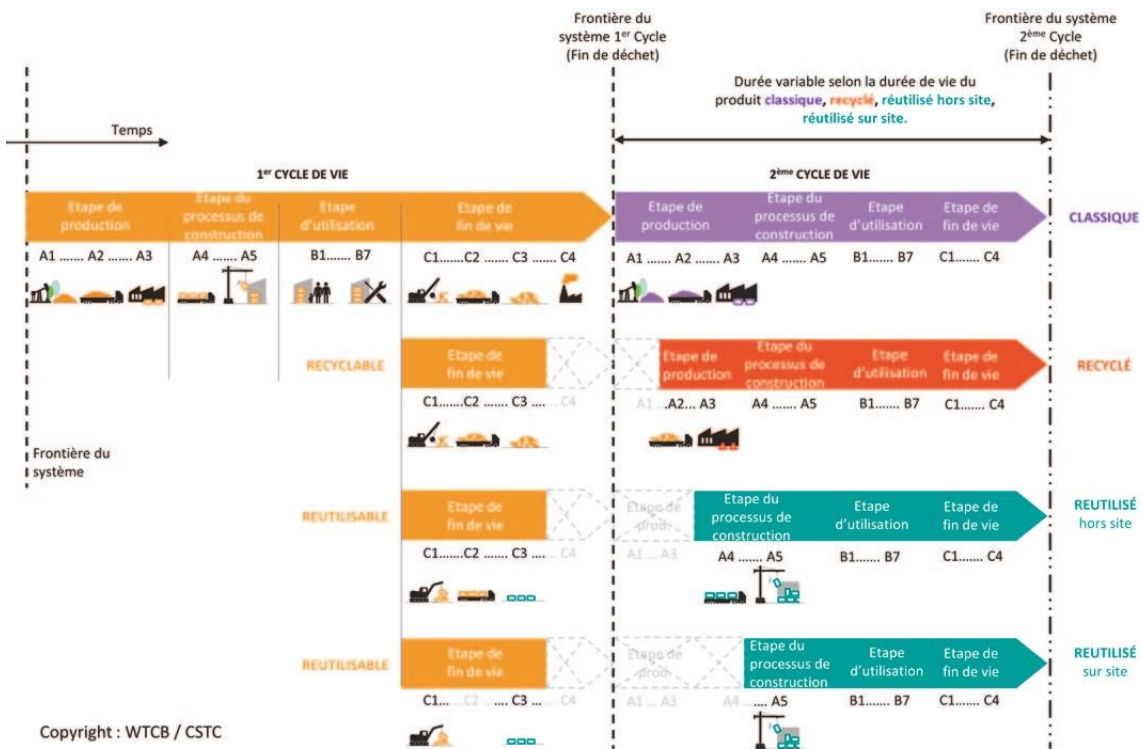 Frontière du
système 1er Cycle
(Fin de déchet)
Frontière du système
2ème Cycle
(Fin de déchet)
Durée variable selon la durée de vie du
produit classique, recyclé, réutilisé hors site,
réutilisé sur site.
Temps
1er CYCLE DE VIE
2ème CYCLE DE VIE
Etape de
production
Etape du
processus de
construction
Etape
d'utilisation
Etape de
fin de vie
Etape de
production
Etape du
processus de
construction
Etape
d'utilisation
Etape de
fin de vie
CLASSIQUE
A1 ....... A2 ....... A3
A4 ....... A5
B1....... B7
C1.......C2 ....... C3 ....... C4
A1 ....... A2 ....... A3
A4 ....... A5
B1....... B7
C1....... C4
RECYCLABLE
Etape de
fin de vie
Etape de
production
Etape du
processus de
construction
Etape
d'utilisation
Etape de
fin de vie
RECYCLÉ
C1.......C2 ....... C3 .... C4
A1 ....A2... A3
A4 ....... A5
B1....... B7
C1....... C4
Frontière du
système
REUTILISABLE
Etape de
fin de vie
Etape de
prod.
Etape du
processus de
construction
Etape
d'utilisation
Etape de
fin de vie
REUTILISÉ
hors site
C1.......C2 ....... C3 ....... C4
A1 ... A3
A4 ....... A5
B1....... B7
C1....... C4
REUTILISABLE
Etape de
fin de vie
Etape de
prod.
Etape du
processus de
construction
Etape
d'utilisation
Etape de
fin de vie
REUTILISÉ
sur site
C1.... C2 ....... C3 .... C4
A1 ... A3
A4 ....... A5
B1....... B7
C1....... C4
Copyright : WTCB / CSTC